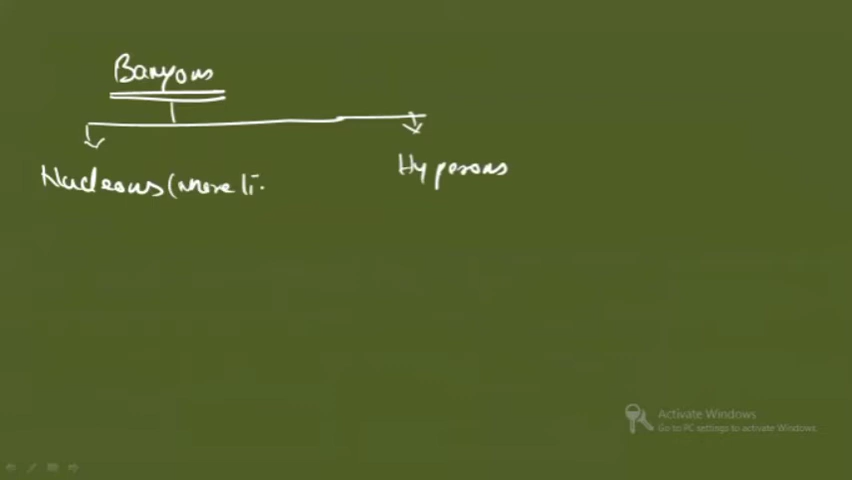 Baryons
Hyperons
Nucleons (more li
Activate Windows
Go to PC settings to activate Windows.